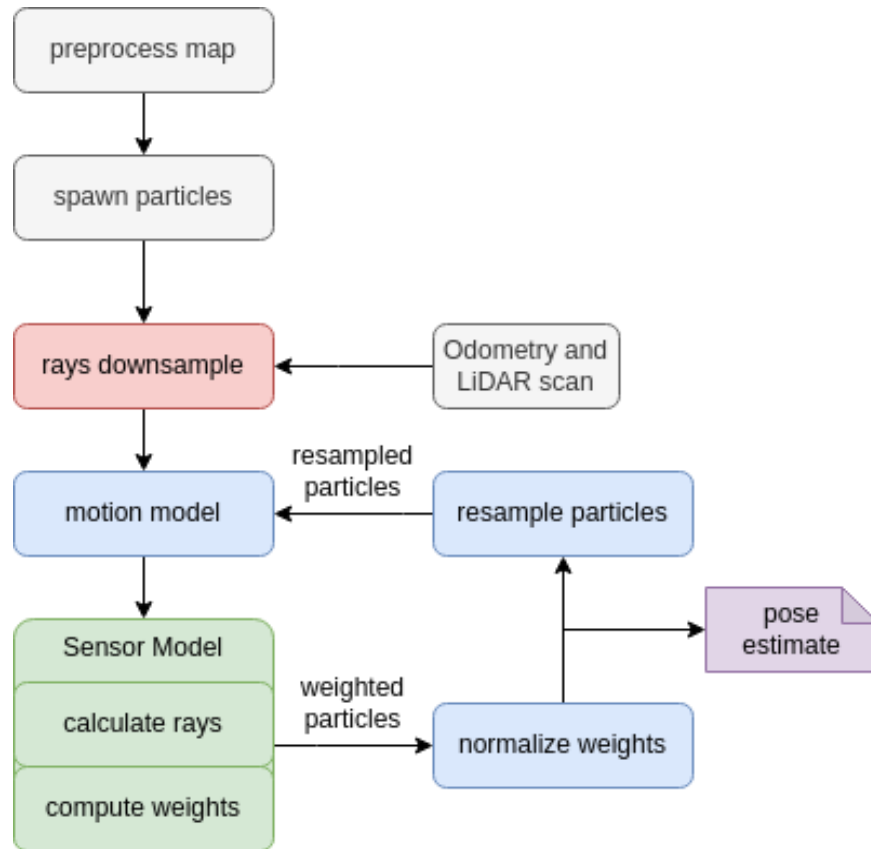 preprocess map
spawn particles
rays downsample
Odometry and
LiDAR scan
resampled
particles
motion model
resample particles
pose
estimate
Sensor Model
weighted
particles
calculate rays
normalize weights
compute weights